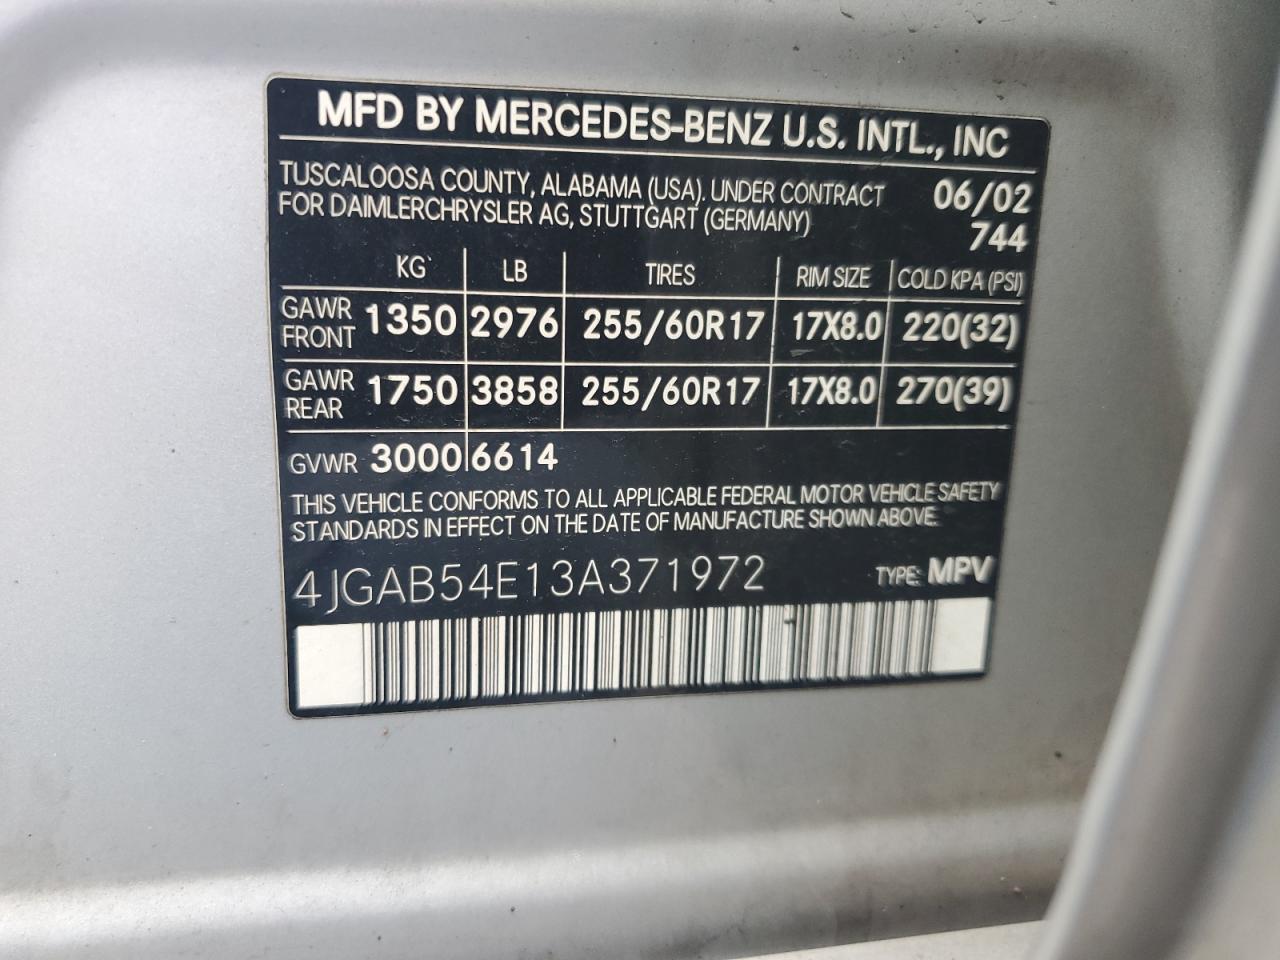 MFD BY MERCEDES-BENZ U.S. INTL., INC
TUSCALOOSA COUNTY, ALABAMA (USA). UNDER CONTRACT 06/02
FOR DAIMLERCHRYSLER AG, STUTTGART (GERMANY) 744
KG LB TIRES RIM SIZE COLD KPA (PSI)
GAWR FRONT 1350 2976 255/60R17 17X8.0 220(32)
GAWR REAR 1750 3858 255/60R17 17X8.0 270(39)
GVWR 3000 6614
THIS VEHICLE CONFORMS TO ALL APPLICABLE FEDERAL MOTOR VEHICLE SAFETY
STANDARDS IN EFFECT ON THE DATE OF MANUFACTURE SHOWN ABOVE.
4JGAB54E13A371972 TYPE: MPV